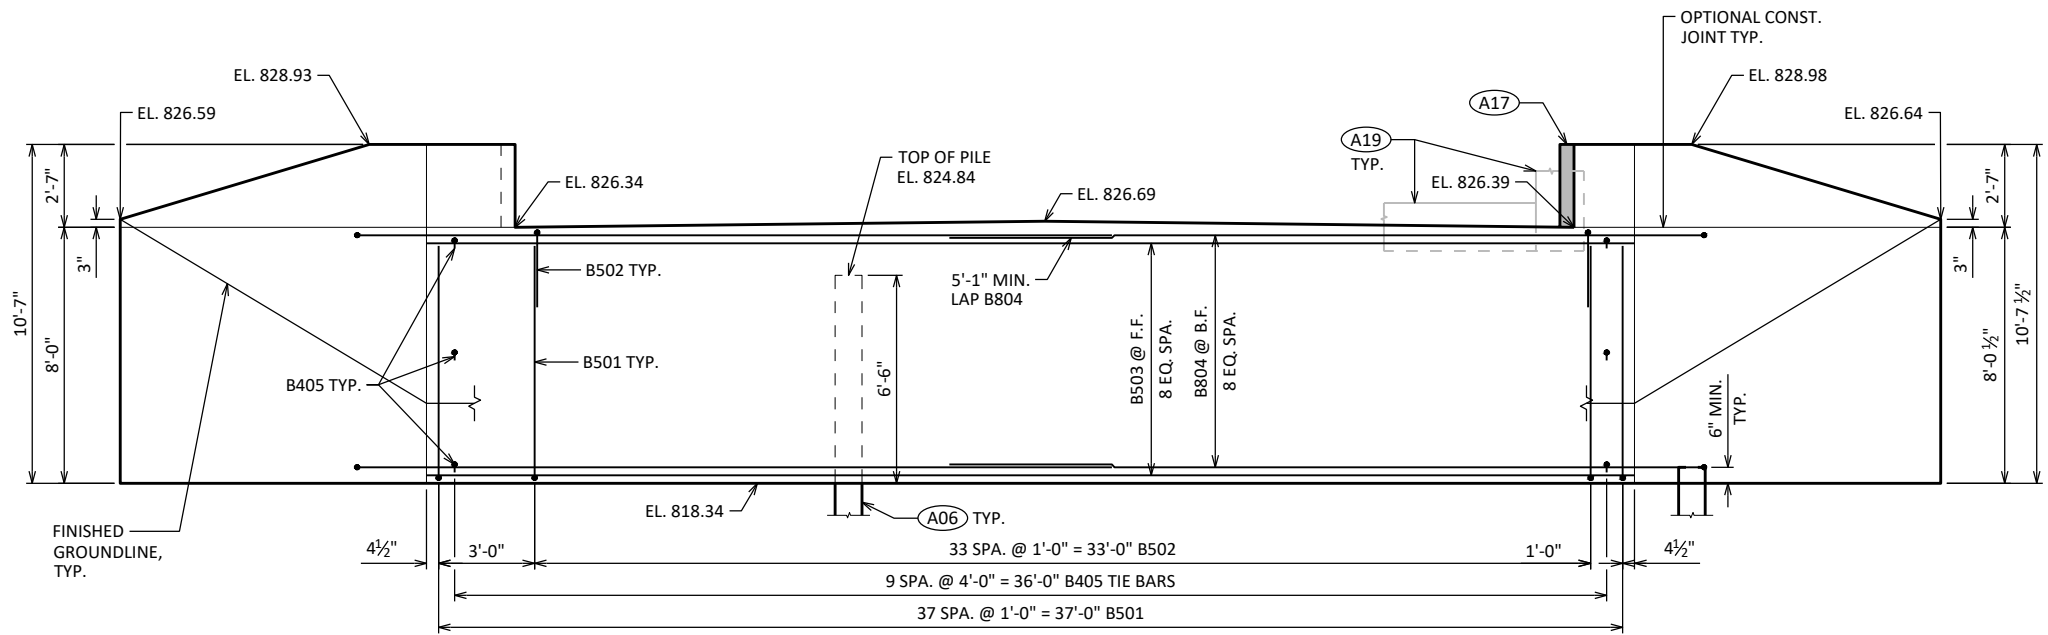 OPTIONAL CONST.
JOINT TYP.
EL. 828.93
EL. 828.98
EL. 826.59
A17
EL. 826.64
A19
TYP.
TOP OF PILE
EL. 824.84
EL. 826.34
EL. 826.69
EL. 826.39
2'-7"
2'-7"
3"
3"
B502 TYP.
5'-1" MIN.
LAP B804
10'-7"
8'-0"
B405 TYP.
B501 TYP.
6'-6"
B503 @ F.F.
8 EQ. SPA.
B804 @ B.F.
8 EQ. SPA.
6" MIN.
TYP.
8'-0 ½"
10'-7 ½"
EL. 818.34
A06 TYP.
FINISHED
GROUNDLINE,
TYP.
4½"
3'-0"
33 SPA. @ 1'-0" = 33'-0" B502
1'-0"
4½"
9 SPA. @ 4'-0" = 36'-0" B405 TIE BARS
37 SPA. @ 1'-0" = 37'-0" B501